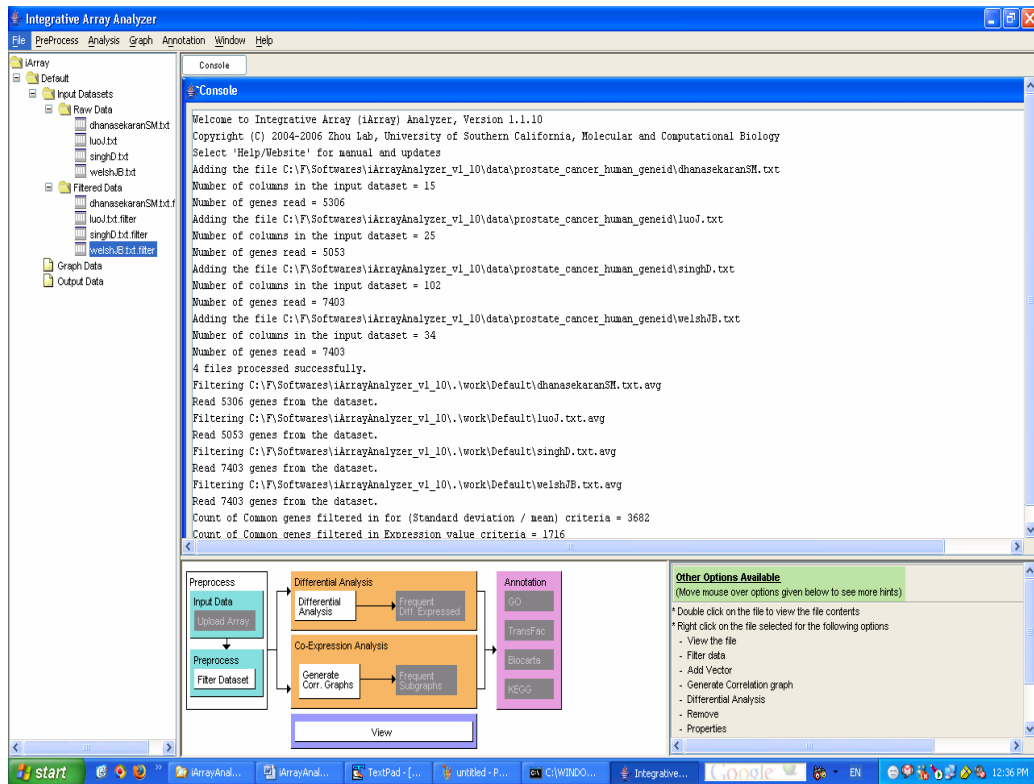 Integrative Array Analyzer
File PreProcess Analysis Graph Annotation Window Help
iArray
Default
Input Datasets
Raw Data
dhanasekaranSM.txt
luoJ.txt
singhD.txt
welshJB.txt
Filtered Data
dhanasekaranSM.txt.f
luoJ.txt.filter
singhD.txt.filter
welshJB.txt.filter
Graph Data
Output Data
Console
Console
Welcome to Integrative Array (iArray) Analyzer, Version 1.1.10
Copyright (C) 2004-2006 Zhou Lab, University of Southern California, Molecular and Computational Biology
Select 'Help/Website' for manual and updates
Adding the file C:\F\Softwares\iArrayAnalyzer_v1_10\data\prostate_cancer_human_geneid\dhanasekaranSM.txt
Number of columns in the input dataset = 15
Number of genes read = 5306
Adding the file C:\F\Softwares\iArrayAnalyzer_v1_10\data\prostate_cancer_human_geneid\luoJ.txt
Number of columns in the input dataset = 25
Number of genes read = 5053
Adding the file C:\F\Softwares\iArrayAnalyzer_v1_10\data\prostate_cancer_human_geneid\singhD.txt
Number of columns in the input dataset = 102
Number of genes read = 7403
Adding the file C:\F\Softwares\iArrayAnalyzer_v1_10\data\prostate_cancer_human_geneid\welshJB.txt
Number of columns in the input dataset = 34
Number of genes read = 7403
4 files processed successfully.
Filtering C:\F\Softwares\iArrayAnalyzer_v1_10\.\work\Default\dhanasekaranSM.txt.avg
Read 5306 genes from the dataset.
Filtering C:\F\Softwares\iArrayAnalyzer_v1_10\.\work\Default\luoJ.txt.avg
Read 5053 genes from the dataset.
Filtering C:\F\Softwares\iArrayAnalyzer_v1_10\.\work\Default\singhD.txt.avg
Read 7403 genes from the dataset.
Filtering C:\F\Softwares\iArrayAnalyzer_v1_10\.\work\Default\welshJB.txt.avg
Read 7403 genes from the dataset.
Count of Common genes filtered in for (Standard deviation / mean) criteria = 3682
Count of Common genes filtered in Expression value criteria = 1716
Preprocess
Input Data
Upload Array
Preprocess
Filter Dataset
Differential Analysis
Differential Analysis
Frequent Diff. Expressed
Co-Expression Analysis
Generate Corr. Graphs
Frequent Subgraphs
View
Annotation
GO
TransFac
Biocarta
KEGG
Other Options Available
(Move mouse over options given below to see more hints)
* Double click on the file to view the file contents
* Right click on the file selected for the following options
- View the file
- Filter data
- Add Vector
- Generate Correlation graph
- Differential Analysis
- Remove
- Properties
start iArrayAnal... iArrayAnal... TextPad - [... untitled - P... C:\WINDO... Integrative... Google EN 12:36 PM